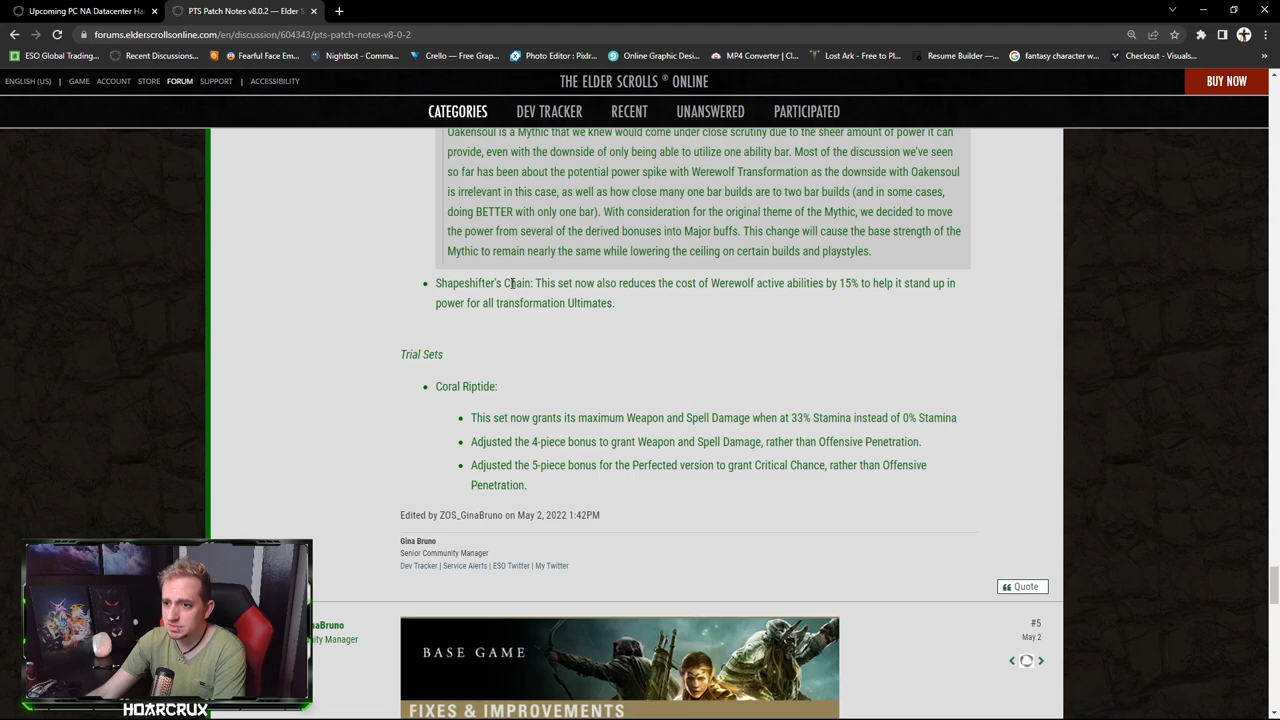 Upcoming PC NA Datacenter Ha
PTS Patch Notes v8.0.2 — Elder S
forums.elderscrollsonline.com/en/discussion/604343/pts-patch-notes-v8-0-2
ESO Global Trading...
Recent Discussions...
Fearful Face Em...
Nightbot - Comma...
Crello — Free Grap...
Photo Editor : Pixlr...
Online Graphic Desi...
MP4 Converter | Cl...
Lost Ark - Free to Pl...
Resume Builder —...
fantasy character w...
Checkout - Visuals...
ENGLISH (US) | GAME ACCOUNT STORE FORUM SUPPORT | ACCESSIBILITY
THE ELDER SCROLLS ® ONLINE
BUY NOW
CATEGORIES DEV TRACKER RECENT UNANSWERED PARTICIPATED
Oakensoul is a Mythic that we knew would come under close scrutiny due to the sheer amount of power it can
provide, even with the downside of only being able to utilize one ability bar. Most of the discussion we've seen
so far has been about the potential power spike with Werewolf Transformation as the downside with Oakensoul
is irrelevant in this case, as well as how close many one bar builds are to two bar builds (and in some cases,
doing BETTER with only one bar). With consideration for the original theme of the Mythic, we decided to move
the power from several of the derived bonuses into Major buffs. This change will cause the base strength of the
Mythic to remain nearly the same while lowering the ceiling on certain builds and playstyles.
Shapeshifter's Chain: This set now also reduces the cost of Werewolf active abilities by 15% to help it stand up in
power for all transformation Ultimates.
Trial Sets
Coral Riptide:
This set now grants its maximum Weapon and Spell Damage when at 33% Stamina instead of 0% Stamina
Adjusted the 4-piece bonus to grant Weapon and Spell Damage, rather than Offensive Penetration.
Adjusted the 5-piece bonus for the Perfected version to grant Critical Chance, rather than Offensive
Penetration.
Edited by ZOS_GinaBruno on May 2, 2022 1:42PM
Gina Bruno
Senior Community Manager
Dev Tracker | Service Alerts | ESO Twitter | My Twitter
Quote
naBruno
nity Manager
#5
May 2
BASE GAME
FIXES & IMPROVEMENTS
HOARCRUX